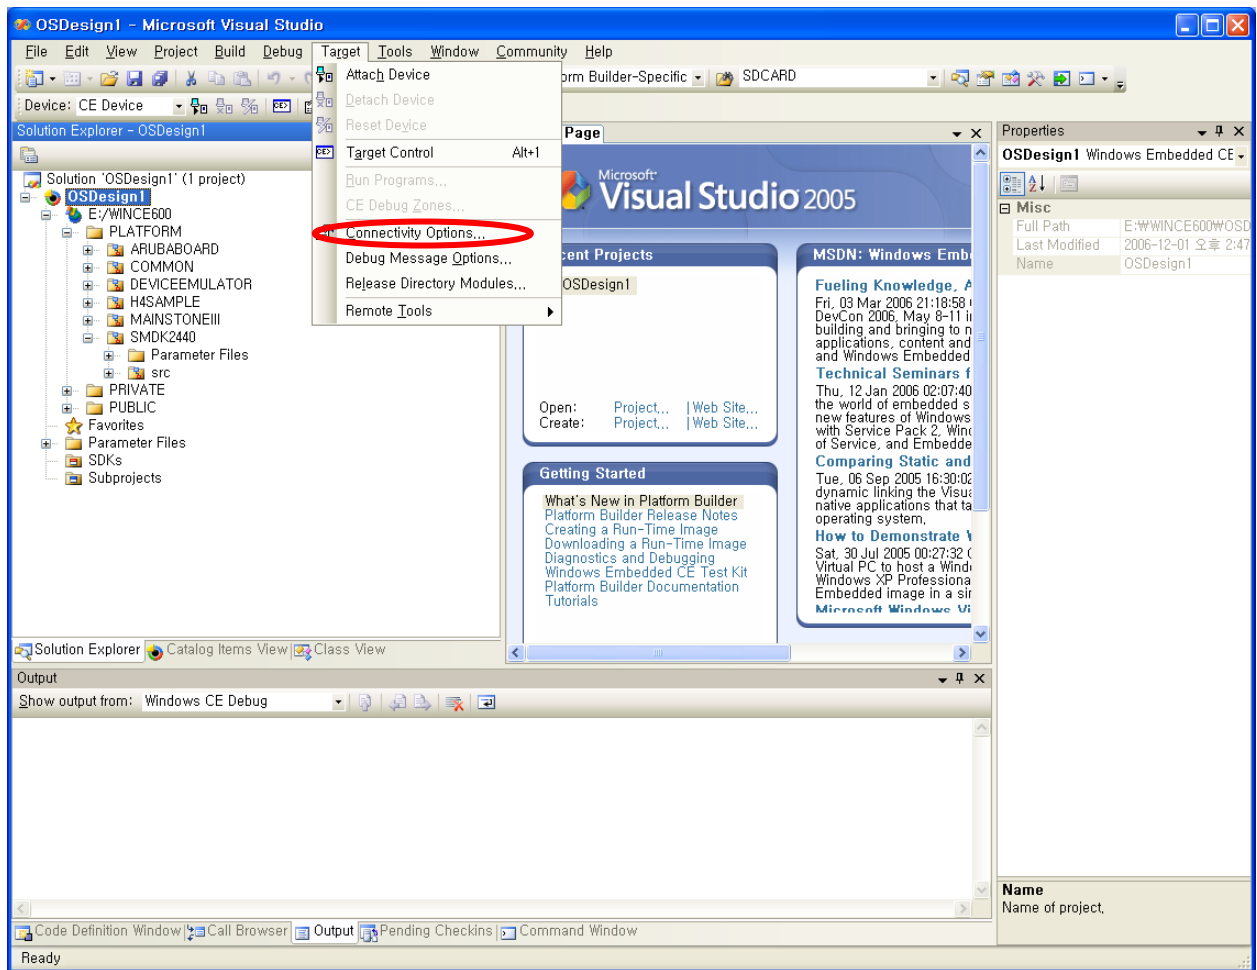 OSDesign1 - Microsoft Visual Studio
File Edit View Project Build Debug Target Tools Window Community Help
orm Builder-Specific SDCARD
Device: CE Device
Attach Device
Detach Device
Reset Device
Target Control Alt+1
Run Programs...
CE Debug Zones...
Connectivity Options...
Debug Message Options...
Release Directory Modules...
Remote Tools
Solution Explorer - OSDesign1
Solution 'OSDesign1' (1 project)
OSDesign1
E:/WINCE600
PLATFORM
ARUBABOARD
COMMON
DEVICEEMULATOR
H4SAMPLE
MAINSTONEIII
SMDK2440
Parameter Files
src
PRIVATE
PUBLIC
Favorites
Parameter Files
SDKs
Subprojects
Solution Explorer Catalog Items View Class View
Page
Microsoft
Visual Studio 2005
cent Projects
OSDesign1
Open: Project... | Web Site...
Create: Project... | Web Site...
Getting Started
What's New in Platform Builder
Platform Builder Release Notes
Creating a Run-Time Image
Downloading a Run-Time Image
Diagnostics and Debugging
Windows Embedded CE Test Kit
Platform Builder Documentation
Tutorials
MSDN: Windows Emb
Fueling Knowledge, A
Fri, 03 Mar 2006 21:18:58
DevCon 2006, May 8-11 i
building and bringing to n
applications, content and
and Windows Embedded
Technical Seminars f
Thu, 12 Jan 2006 02:07:40
the world of embedded s
new features of Windows
with Service Pack 2, Win
of Service, and Embedde
Comparing Static and
Tue, 06 Sep 2005 16:30:02
dynamic linking the Visua
native applications that ta
operating system,
How to Demonstrate
Sat, 30 Jul 2005 00:27:32
Virtual PC to host a Wind
Windows XP Professiona
Embedded image in a sir
Microsoft Windows Vi
Properties
OSDesign1 Windows Embedded CE
Misc
Full Path E:₩WINCE600₩OSD
Last Modified 2006-12-01 오후 2:47
Name OSDesign1
Name
Name of project,
Output
Show output from: Windows CE Debug
Code Definition Window Call Browser Output Pending Checkins Command Window
Ready